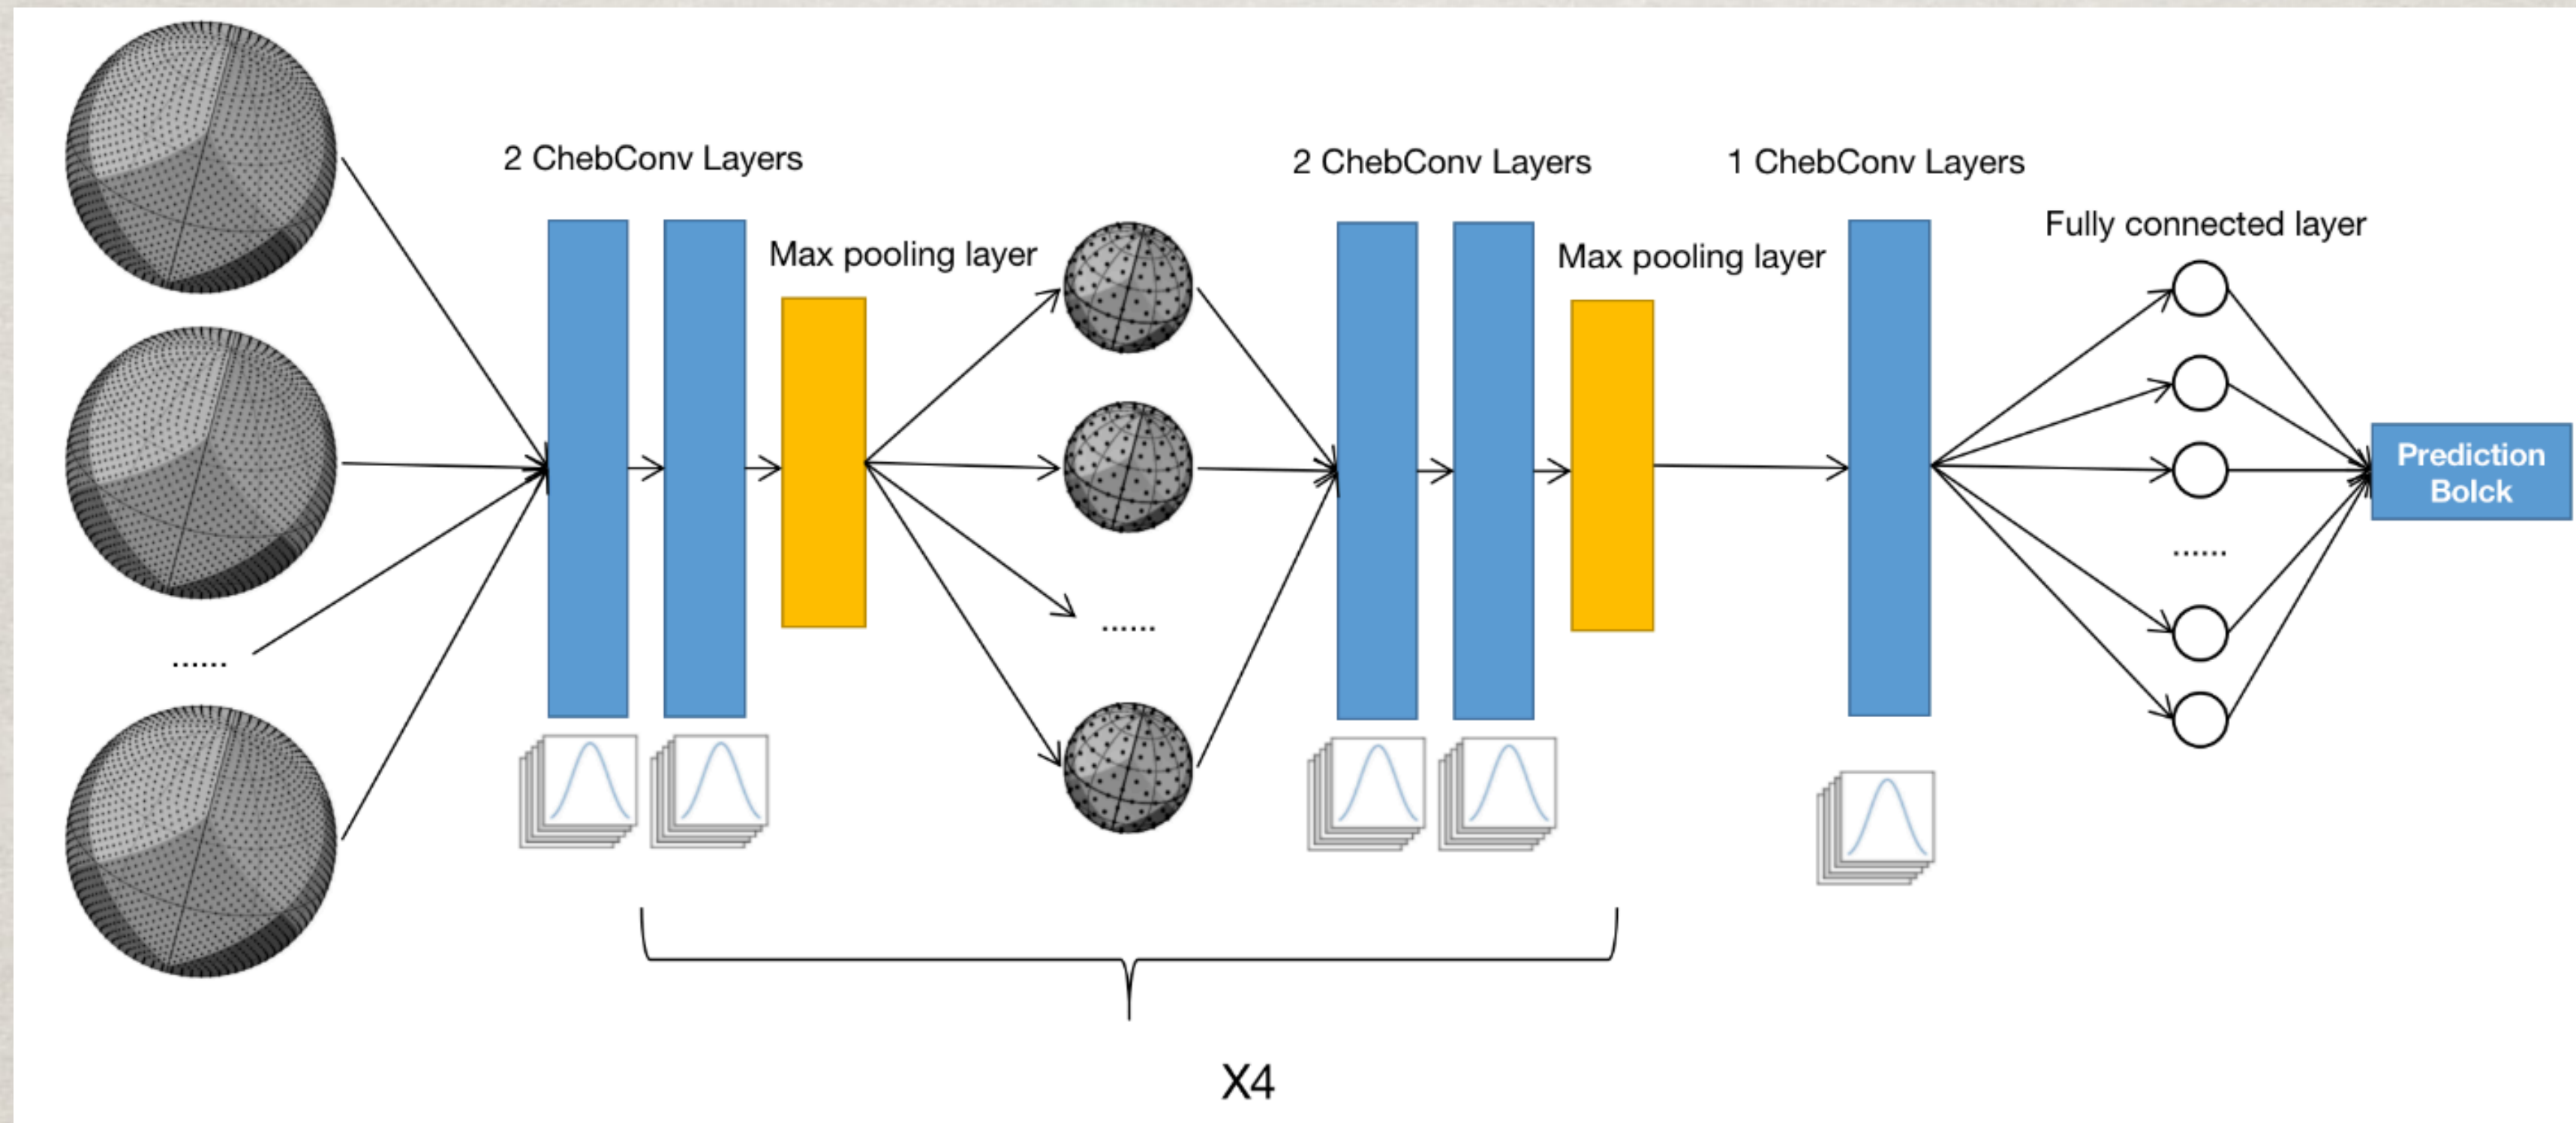 2 ChebConv Layers
Max pooling layer
2 ChebConv Layers
Max pooling layer
1 ChebConv Layers
Fully connected layer
......
......
......
Prediction
Bolck
X4